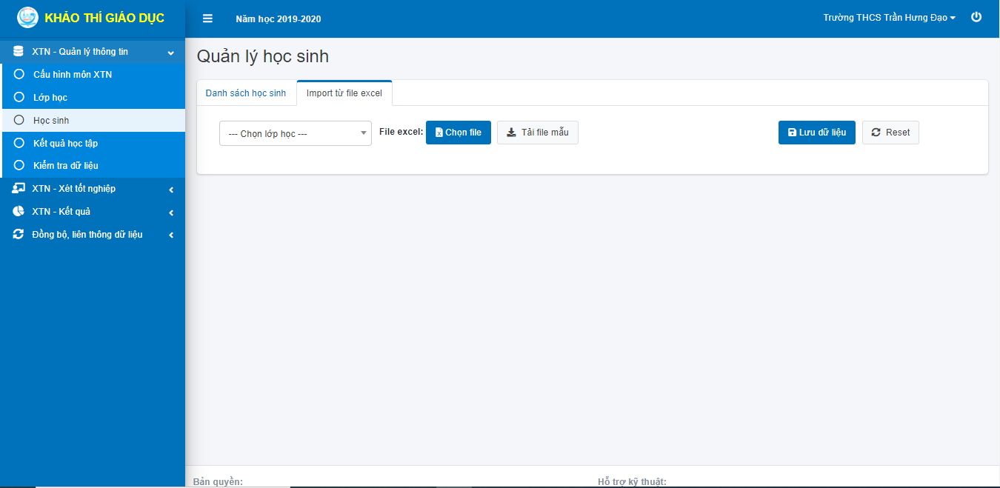 KHẢO THÍ GIÁO DỤC
Năm học 2019-2020
Trường THCS Trần Hưng Đạo
XTN - Quản lý thông tin
Cấu hình môn XTN
Lớp học
Học sinh
Kết quả học tập
Kiểm tra dữ liệu
XTN - Xét tốt nghiệp
XTN - Kết quả
Đồng bộ, liên thông dữ liệu
Quản lý học sinh
Danh sách học sinh
Import từ file excel
--- Chọn lớp học ---
File excel:
Chọn file
Tải file mẫu
Lưu dữ liệu
Reset
Bản quyền:
Hỗ trợ kỹ thuật: